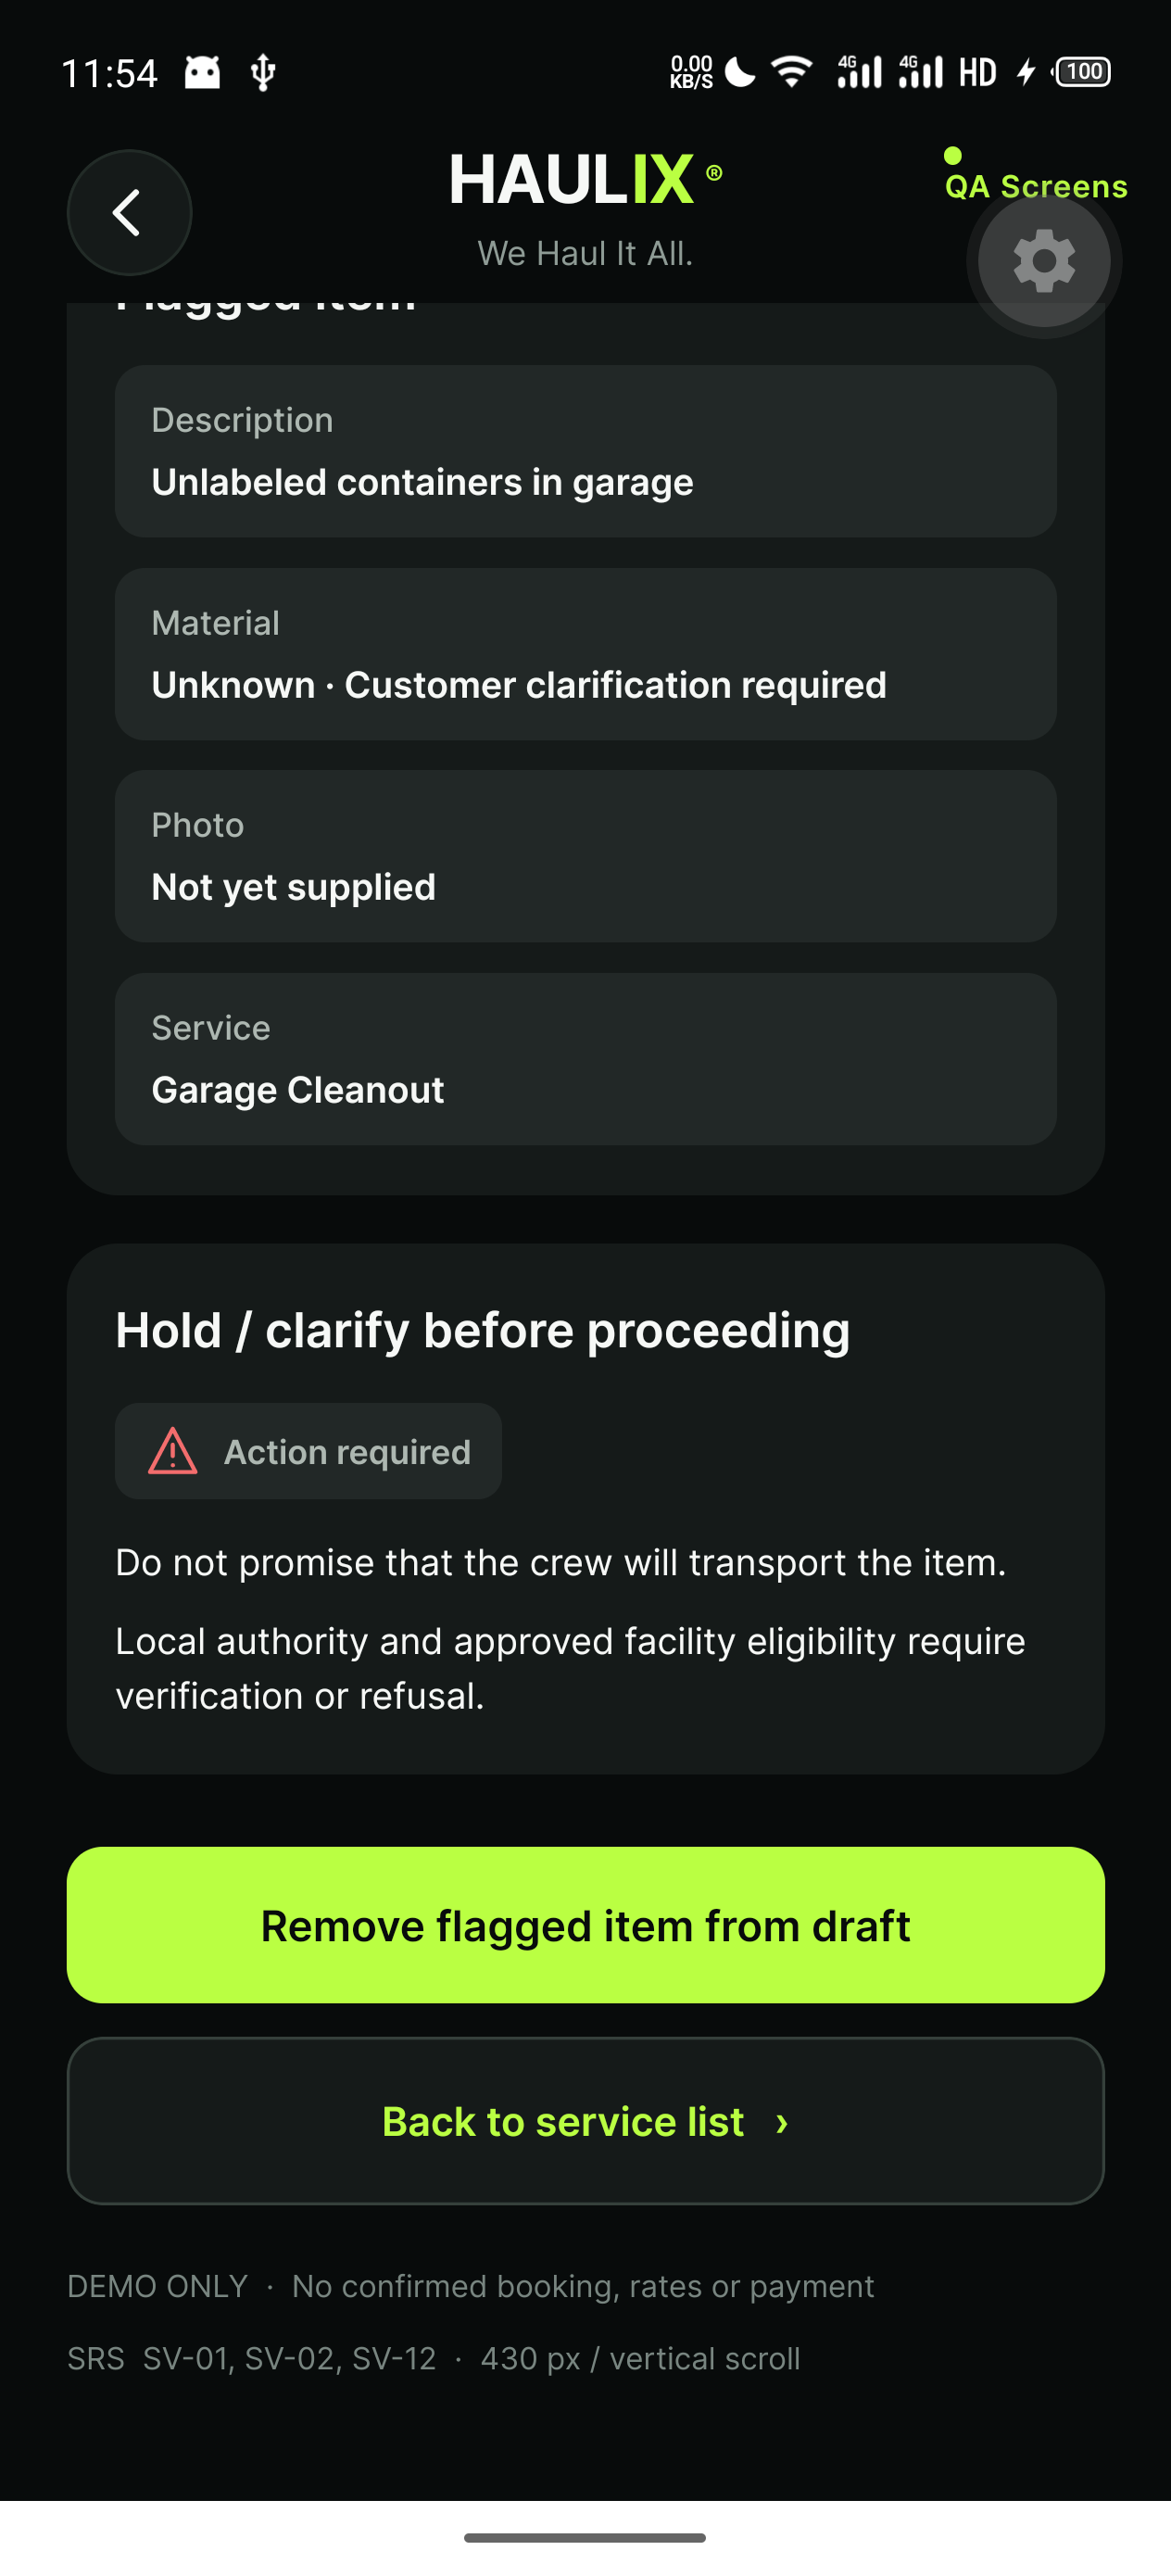 11:54
0.00
KB/S
4G
4G
HD
100
HAULIX®
QA Screens
We Haul It All.
Flagged item
Description
Unlabeled containers in garage
Material
Unknown · Customer clarification required
Photo
Not yet supplied
Service
Garage Cleanout
Hold / clarify before proceeding
Action required
Do not promise that the crew will transport the item.
Local authority and approved facility eligibility require
verification or refusal.
Remove flagged item from draft
Back to service list ›
DEMO ONLY · No confirmed booking, rates or payment
SRS SV-01, SV-02, SV-12 · 430 px / vertical scroll